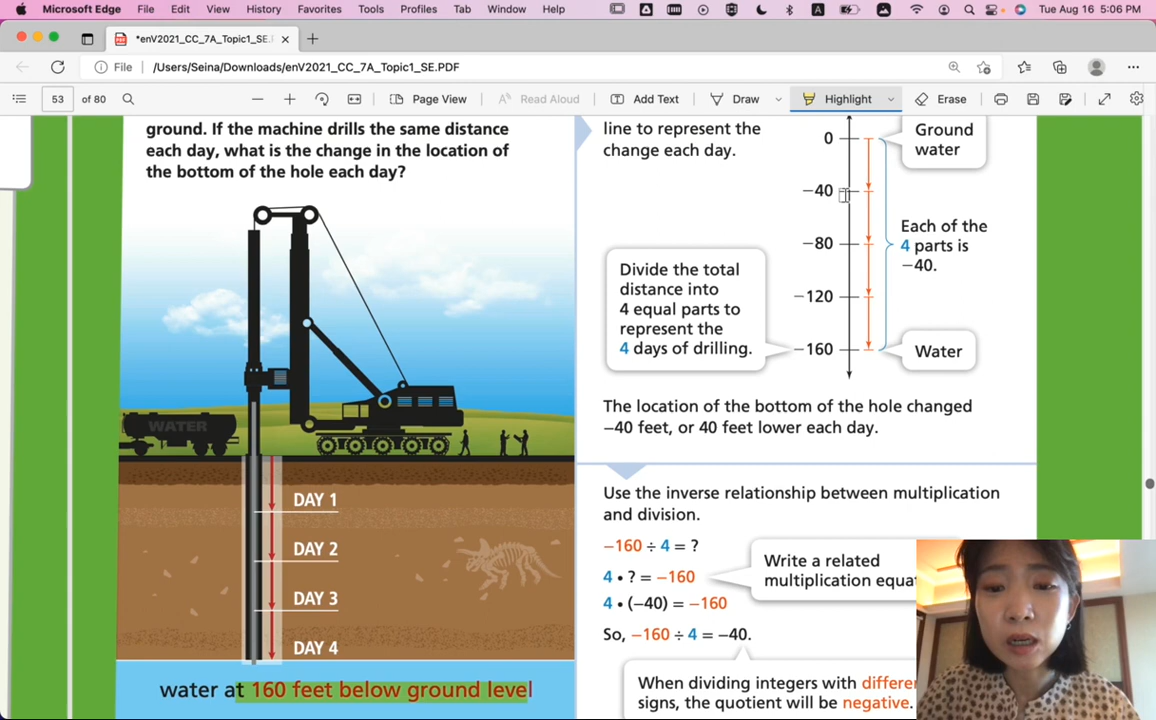 Microsoft Edge File Edit View History Favorites Tools Profiles Tab Window Help A Tue Aug 16 5:06 PM
*enV2021_CC_7A_Topic1_SE.
File /Users/Seina/Downloads/enV2021_CC_7A_Topic1_SE.PDF
53 of 80 Page View Read Aloud Add Text Draw Highlight Erase
ground. If the machine drills the same distance
each day, what is the change in the location of
the bottom of the hole each day?
WATER
DAY 1
DAY 2
DAY 3
DAY 4
water at 160 feet below ground level
line to represent the
change each day.
0
−40
−80
−120
−160
Ground
water
Each of the
4 parts is
−40.
Water
Divide the total
distance into
4 equal parts to
represent the
4 days of drilling.
The location of the bottom of the hole changed
−40 feet, or 40 feet lower each day.
Use the inverse relationship between multiplication
and division.
−160 ÷ 4 = ?
4 • ? = −160
4 • (−40) = −160
So, −160 ÷ 4 = −40.
Write a related
multiplication
When dividing integers with
signs, the quotient will be negative.